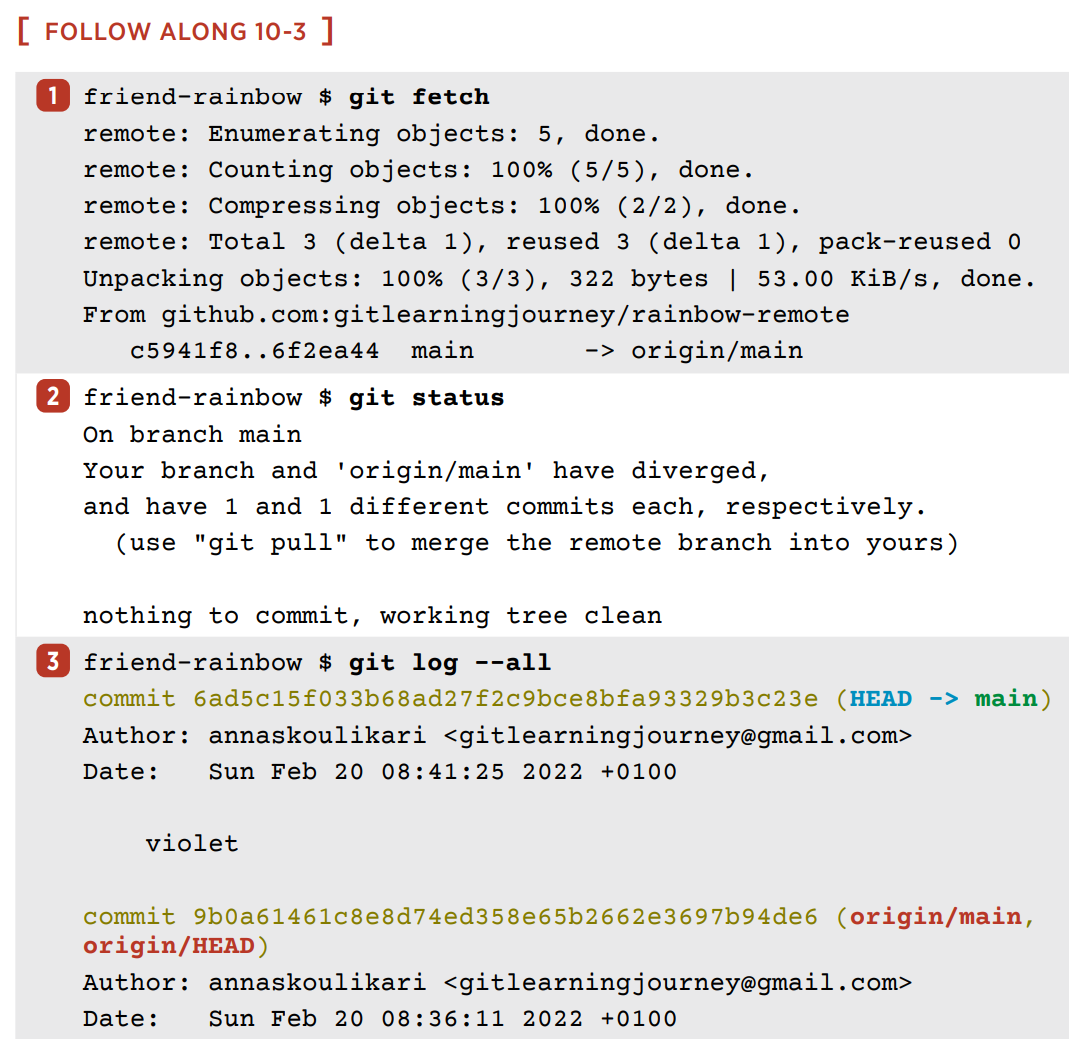 [ FOLLOW ALONG 10-3 ]
1 friend-rainbow $ git fetch
remote: Enumerating objects: 5, done.
remote: Counting objects: 100% (5/5), done.
remote: Compressing objects: 100% (2/2), done.
remote: Total 3 (delta 1), reused 3 (delta 1), pack-reused 0
Unpacking objects: 100% (3/3), 322 bytes | 53.00 KiB/s, done.
From github.com:gitlearningjourney/rainbow-remote
   c5941f8..6f2ea44  main       -> origin/main
2 friend-rainbow $ git status
On branch main
Your branch and 'origin/main' have diverged,
and have 1 and 1 different commits each, respectively.
  (use "git pull" to merge the remote branch into yours)
nothing to commit, working tree clean
3 friend-rainbow $ git log --all
commit 6ad5c15f033b68ad27f2c9bce8bfa93329b3c23e (HEAD -> main)
Author: annaskoulikari <gitlearningjourney@gmail.com>
Date:   Sun Feb 20 08:41:25 2022 +0100
    violet
commit 9b0a61461c8e8d74ed358e65b2662e3697b94de6 (origin/main,
origin/HEAD)
Author: annaskoulikari <gitlearningjourney@gmail.com>
Date:   Sun Feb 20 08:36:11 2022 +0100